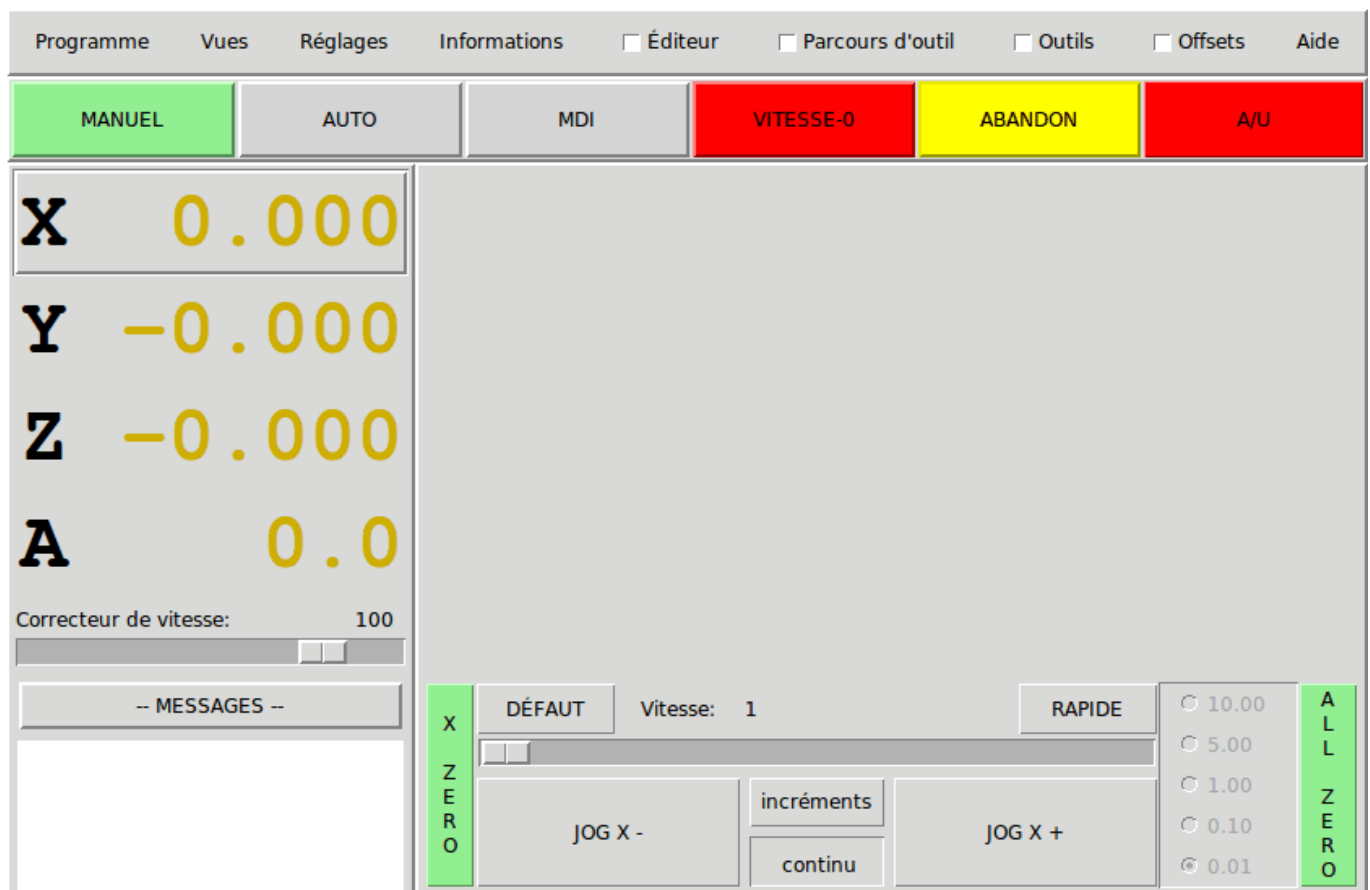 Programme Vues Réglages Informations Éditeur Parcours d'outil Outils Offsets Aide
MANUEL AUTO MDI VITESSE-0 ABANDON A/U
X 0.000
Y -0.000
Z -0.000
A 0.0
Correcteur de vitesse: 100
-- MESSAGES --
X ZERO
DÉFAUT Vitesse: 1 RAPIDE
JOG X -
incréments
continu
JOG X +
10.00
5.00
1.00
0.10
0.01
ALL ZERO